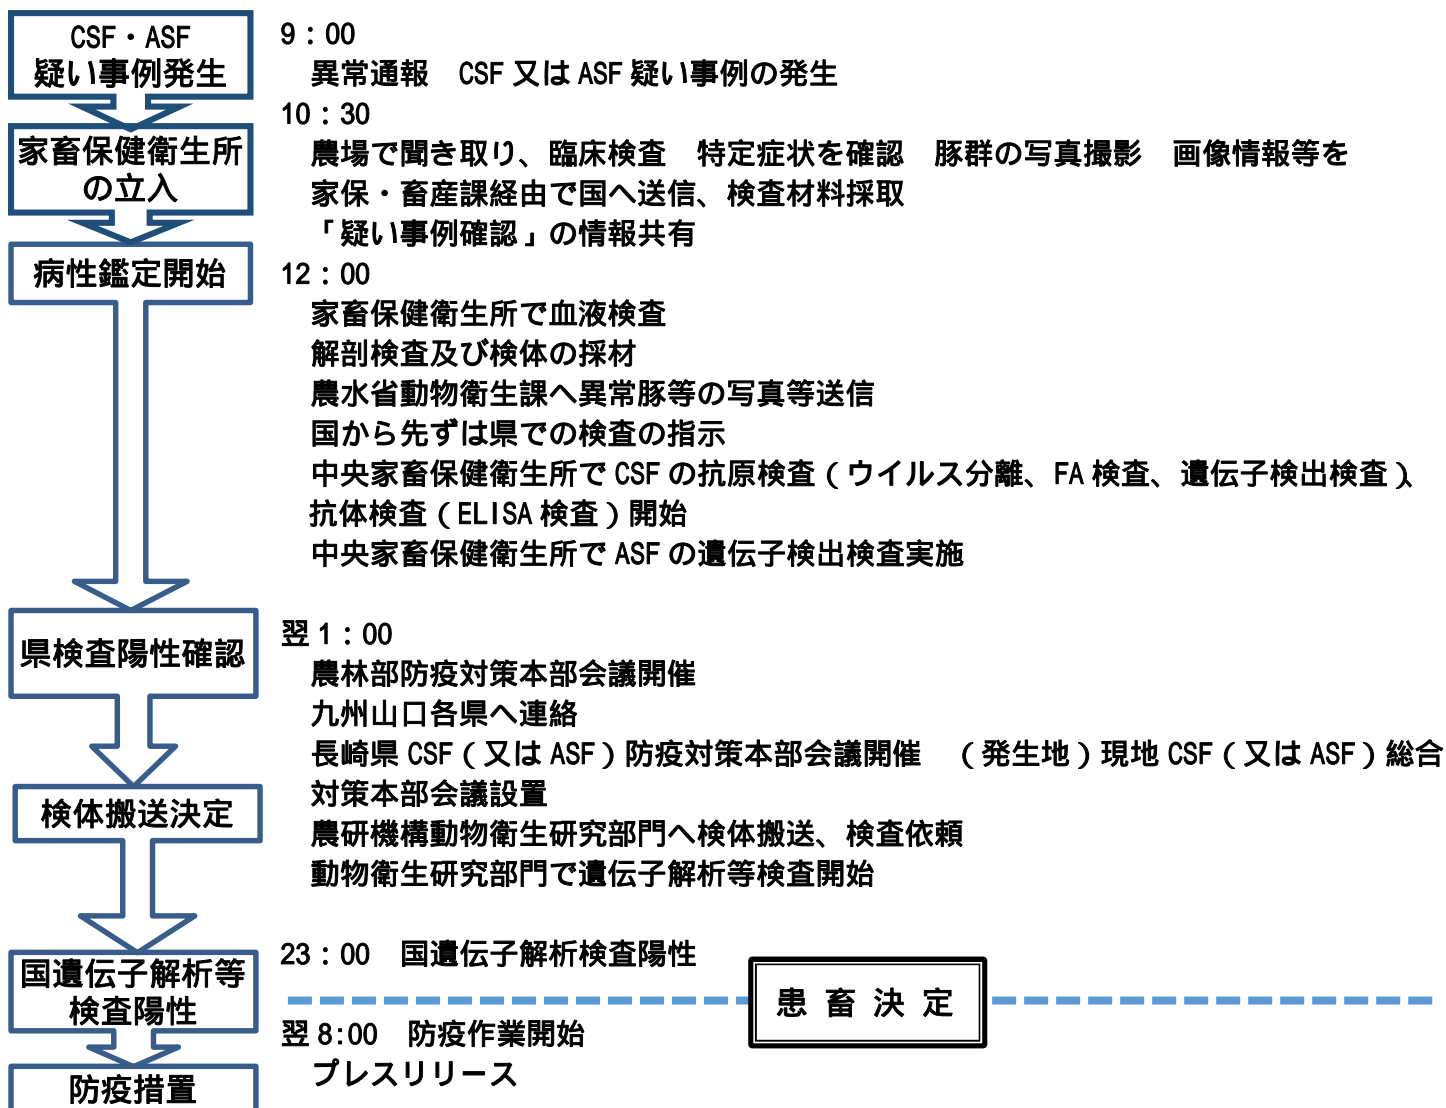 CSF・ASF
疑い事例発生
9：00
異常通報　CSF 又は ASF 疑い事例の発生
家畜保健衛生所
の立入
10：30
農場で聞き取り、臨床検査　特定症状を確認　豚群の写真撮影　画像情報等を
家保・畜産課経由で国へ送信、検査材料採取
「疑い事例確認」の情報共有
病性鑑定開始
12：00
家畜保健衛生所で血液検査
解剖検査及び検体の採材
農水省動物衛生課へ異常豚等の写真等送信
国から先ずは県での検査の指示
中央家畜保健衛生所で CSF の抗原検査（ウイルス分離、FA 検査、遺伝子検出検査）、
抗体検査（ELISA 検査）開始
中央家畜保健衛生所で ASF の遺伝子検出検査実施
県検査陽性確認
翌 1：00
農林部防疫対策本部会議開催
九州山口各県へ連絡
長崎県 CSF（又は ASF）防疫対策本部会議開催　（発生地）現地 CSF（又は ASF）総合
対策本部会議設置
検体搬送決定
農研機構動物衛生研究部門へ検体搬送、検査依頼
動物衛生研究部門で遺伝子解析等検査開始
国遺伝子解析等
検査陽性
23：00　国遺伝子解析検査陽性
患 畜 決 定
翌 8:00　防疫作業開始
プレスリリース
防疫措置